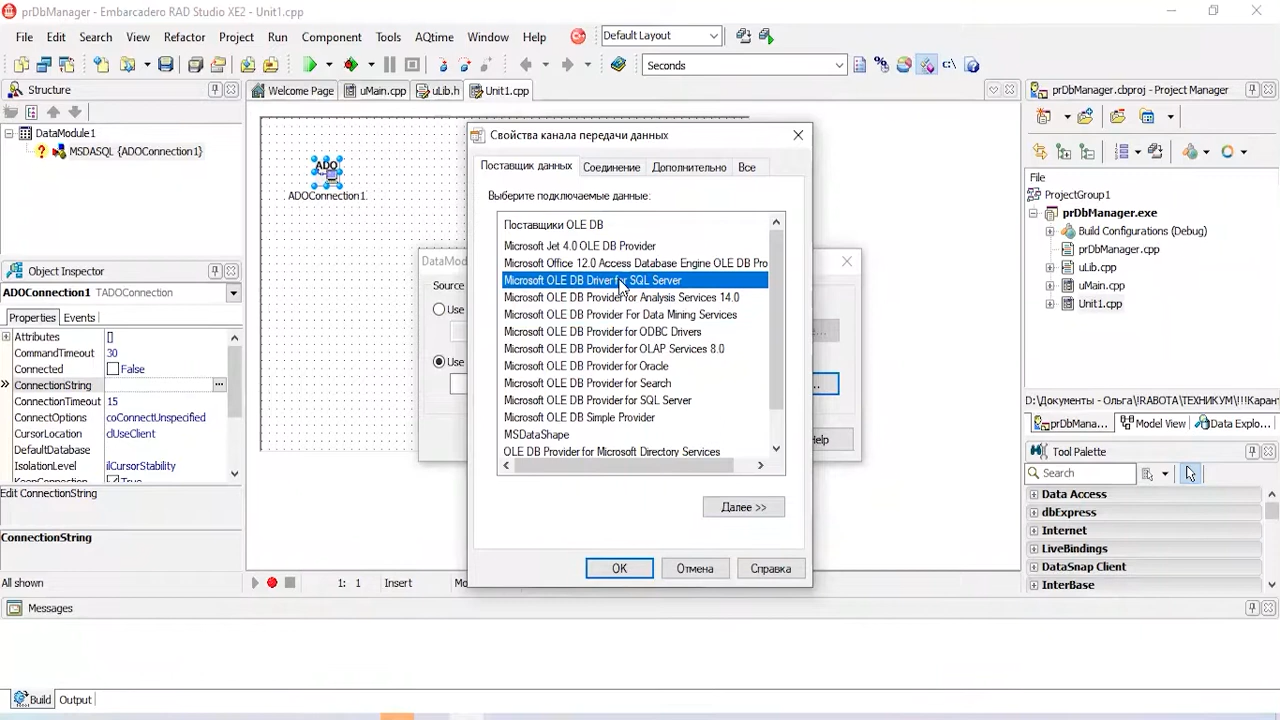 prDbManager - Embarcadero RAD Studio XE2 - Unit1.cpp
File Edit Search View Refactor Project Run Component Tools AQtime Window Help
Default Layout
Seconds
Structure
DataModule1
MSDASQL {ADOConnection1}
Object Inspector
ADOConnection1 TADOConnection
Properties Events
Attributes []
CommandTimeout 30
Connected False
ConnectionString
ConnectionTimeout 15
ConnectOptions coConnectUnspecified
CursorLocation clUseClient
DefaultDatabase
IsolationLevel ilCursorStability
Edit ConnectionString
ConnectionString
All shown
Welcome Page uMain.cpp uLib.h Unit1.cpp
ADO
ADOConnection1
DataMod
Source
Use
Use
Help
Свойства канала передачи данных
Поставщик данных Соединение Дополнительно Все
Выберите подключаемые данные:
Поставщики OLE DB
Microsoft Jet 4.0 OLE DB Provider
Microsoft Office 12.0 Access Database Engine OLE DB Pro
Microsoft OLE DB Driver for SQL Server
Microsoft OLE DB Provider for Analysis Services 14.0
Microsoft OLE DB Provider For Data Mining Services
Microsoft OLE DB Provider for ODBC Drivers
Microsoft OLE DB Provider for OLAP Services 8.0
Microsoft OLE DB Provider for Oracle
Microsoft OLE DB Provider for Search
Microsoft OLE DB Provider for SQL Server
Microsoft OLE DB Simple Provider
MSDataShape
OLE DB Provider for Microsoft Directory Services
Далее >>
OK Отмена Справка
1: 1 Insert
prDbManager.cbproj - Project Manager
File
ProjectGroup1
prDbManager.exe
Build Configurations (Debug)
prDbManager.cpp
uLib.cpp
uMain.cpp
Unit1.cpp
D:\Документы - Ольга\!RABOTA\ТЕХНИКУМ\!!!Каран
prDbMana... Model View Data Explo...
Tool Palette
Search
Data Access
dbExpress
Internet
LiveBindings
DataSnap Client
InterBase
Messages
Build Output